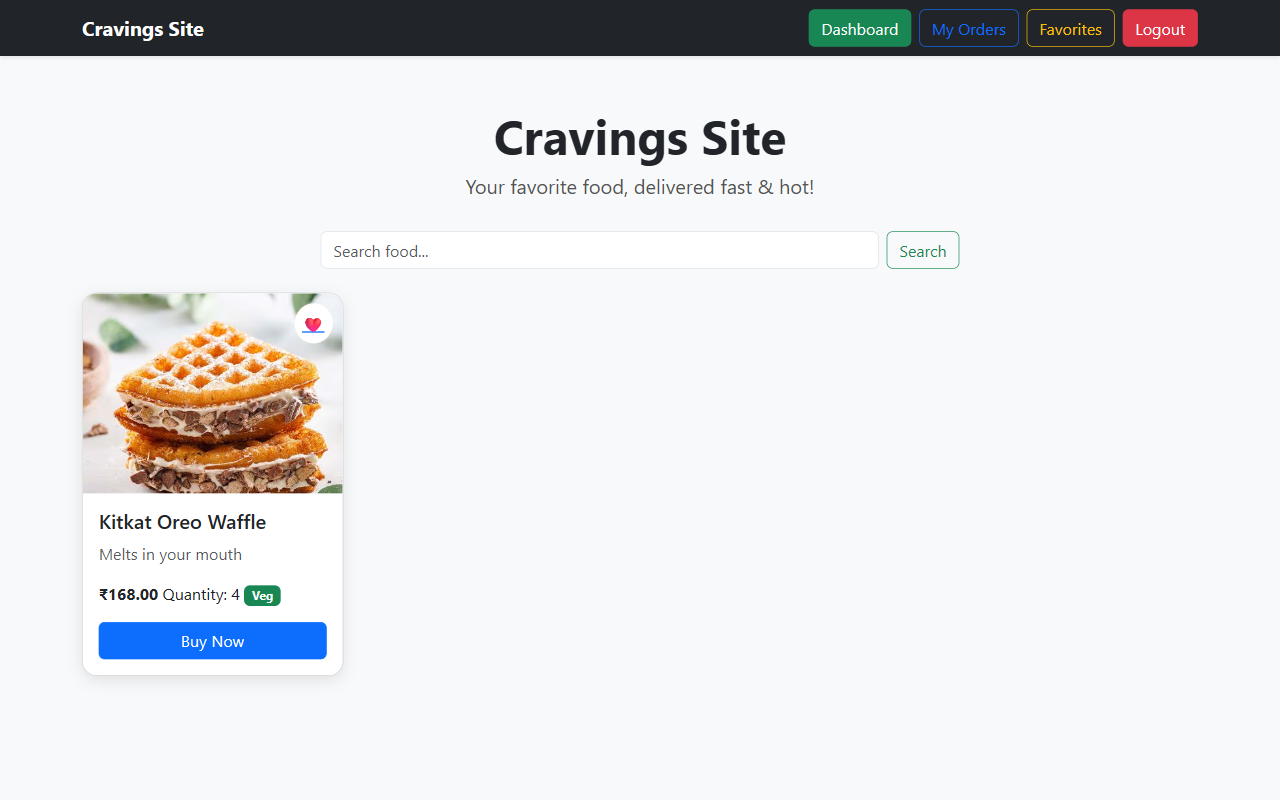 Cravings Site
Dashboard
My Orders
Favorites
Logout
Cravings Site
Your favorite food, delivered fast & hot!
Search food...
Search
Kitkat Oreo Waffle
Melts in your mouth
₹168.00 Quantity: 4 Veg
Buy Now